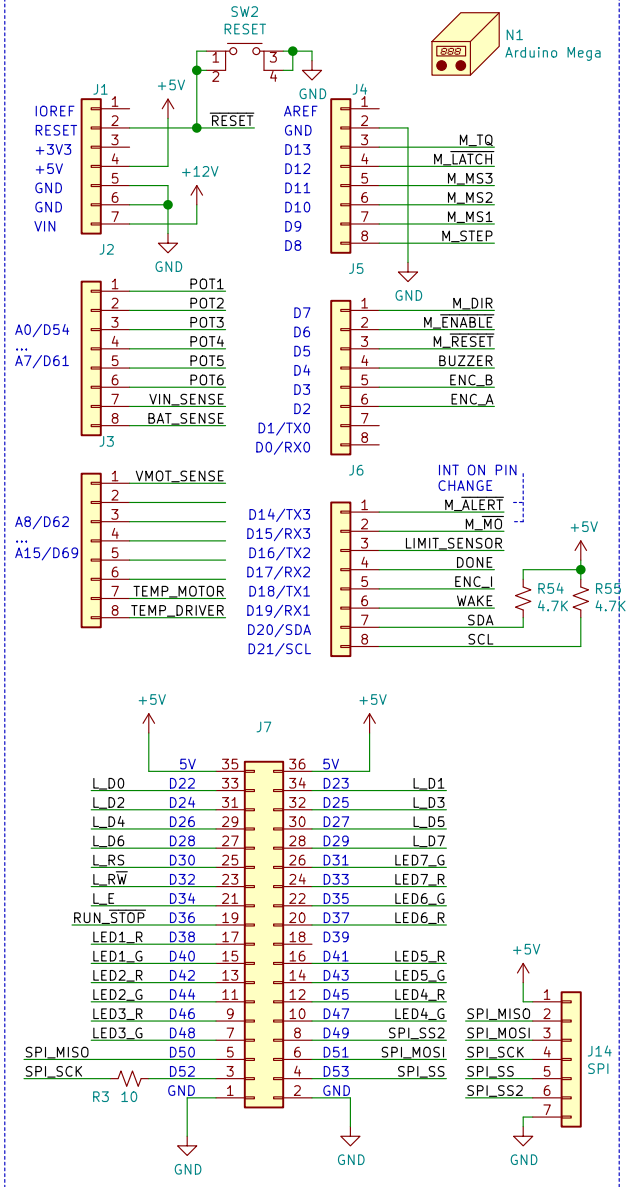 SW2
RESET
1
2
3
4
GND
N1
Arduino Mega
888
J1
+5V
RESET
IOREF 1
RESET 2
+3V3 3
+5V 4
GND 5
GND 6
VIN 7
+12V
GND
J4
AREF 1
GND 2
D13 3 M_TQ
D12 4 M_LATCH
D11 5 M_MS3
D10 6 M_MS2
D9 7 M_MS1
D8 8 M_STEP
GND
J2
1 POT1
2 POT2
A0/D54 3 POT3
... 4 POT4
A7/D61 5 POT5
6 POT6
7 VIN_SENSE
8 BAT_SENSE
J5
D7 1 M_DIR
D6 2 M_ENABLE
D5 3 M_RESET
D4 4 BUZZER
D3 5 ENC_B
D2 6 ENC_A
D1/TX0 7
D0/RX0 8
J3
1 VMOT_SENSE
2
A8/D62 3
... 4
A15/D69 5
6
7 TEMP_MOTOR
8 TEMP_DRIVER
J6
INT ON PIN
CHANGE
D14/TX3 1 M_ALERT
D15/RX3 2 M_MO
D16/TX2 3 LIMIT_SENSOR
D17/RX2 4 DONE
D18/TX1 5 ENC_I
D19/RX1 6 WAKE
D20/SDA 7 SDA
D21/SCL 8 SCL
+5V
R54
4.7K
R55
4.7K
J7
+5V
+5V
5V 35 36 5V
L_D0 D22 33 34 D23 L_D1
L_D2 D24 31 32 D25 L_D3
L_D4 D26 29 30 D27 L_D5
L_D6 D28 27 28 D29 L_D7
L_RS D30 25 26 D31 LED7_G
L_RW D32 23 24 D33 LED7_R
L_E D34 21 22 D35 LED6_G
RUN_STOP D36 19 20 D37 LED6_R
LED1_R D38 17 18 D39
LED1_G D40 15 16 D41 LED5_R
LED2_R D42 13 14 D43 LED5_G
LED2_G D44 11 12 D45 LED4_R
LED3_R D46 9 10 D47 LED4_G
LED3_G D48 7 8 D49 SPI_SS2
SPI_MISO D50 5 6 D51 SPI_MOSI
SPI_SCK D52 3 4 D53 SPI_SS
R3 10
GND 1 2 GND
GND
GND
+5V
1
SPI_MISO 2
SPI_MOSI 3
SPI_SCK 4
SPI_SS 5
SPI_SS2 6
7
J14
SPI
GND